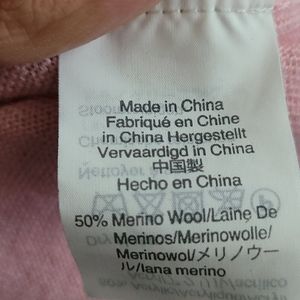 Made in China
Fabriqué en Chine
in China Hergestellt
Vervaardigd in China
中国製
Hecho en China
50% Merino Wool/Laine De
Merinos/Merinowolle/
Merinowol/メリノウー
ル/lana merino